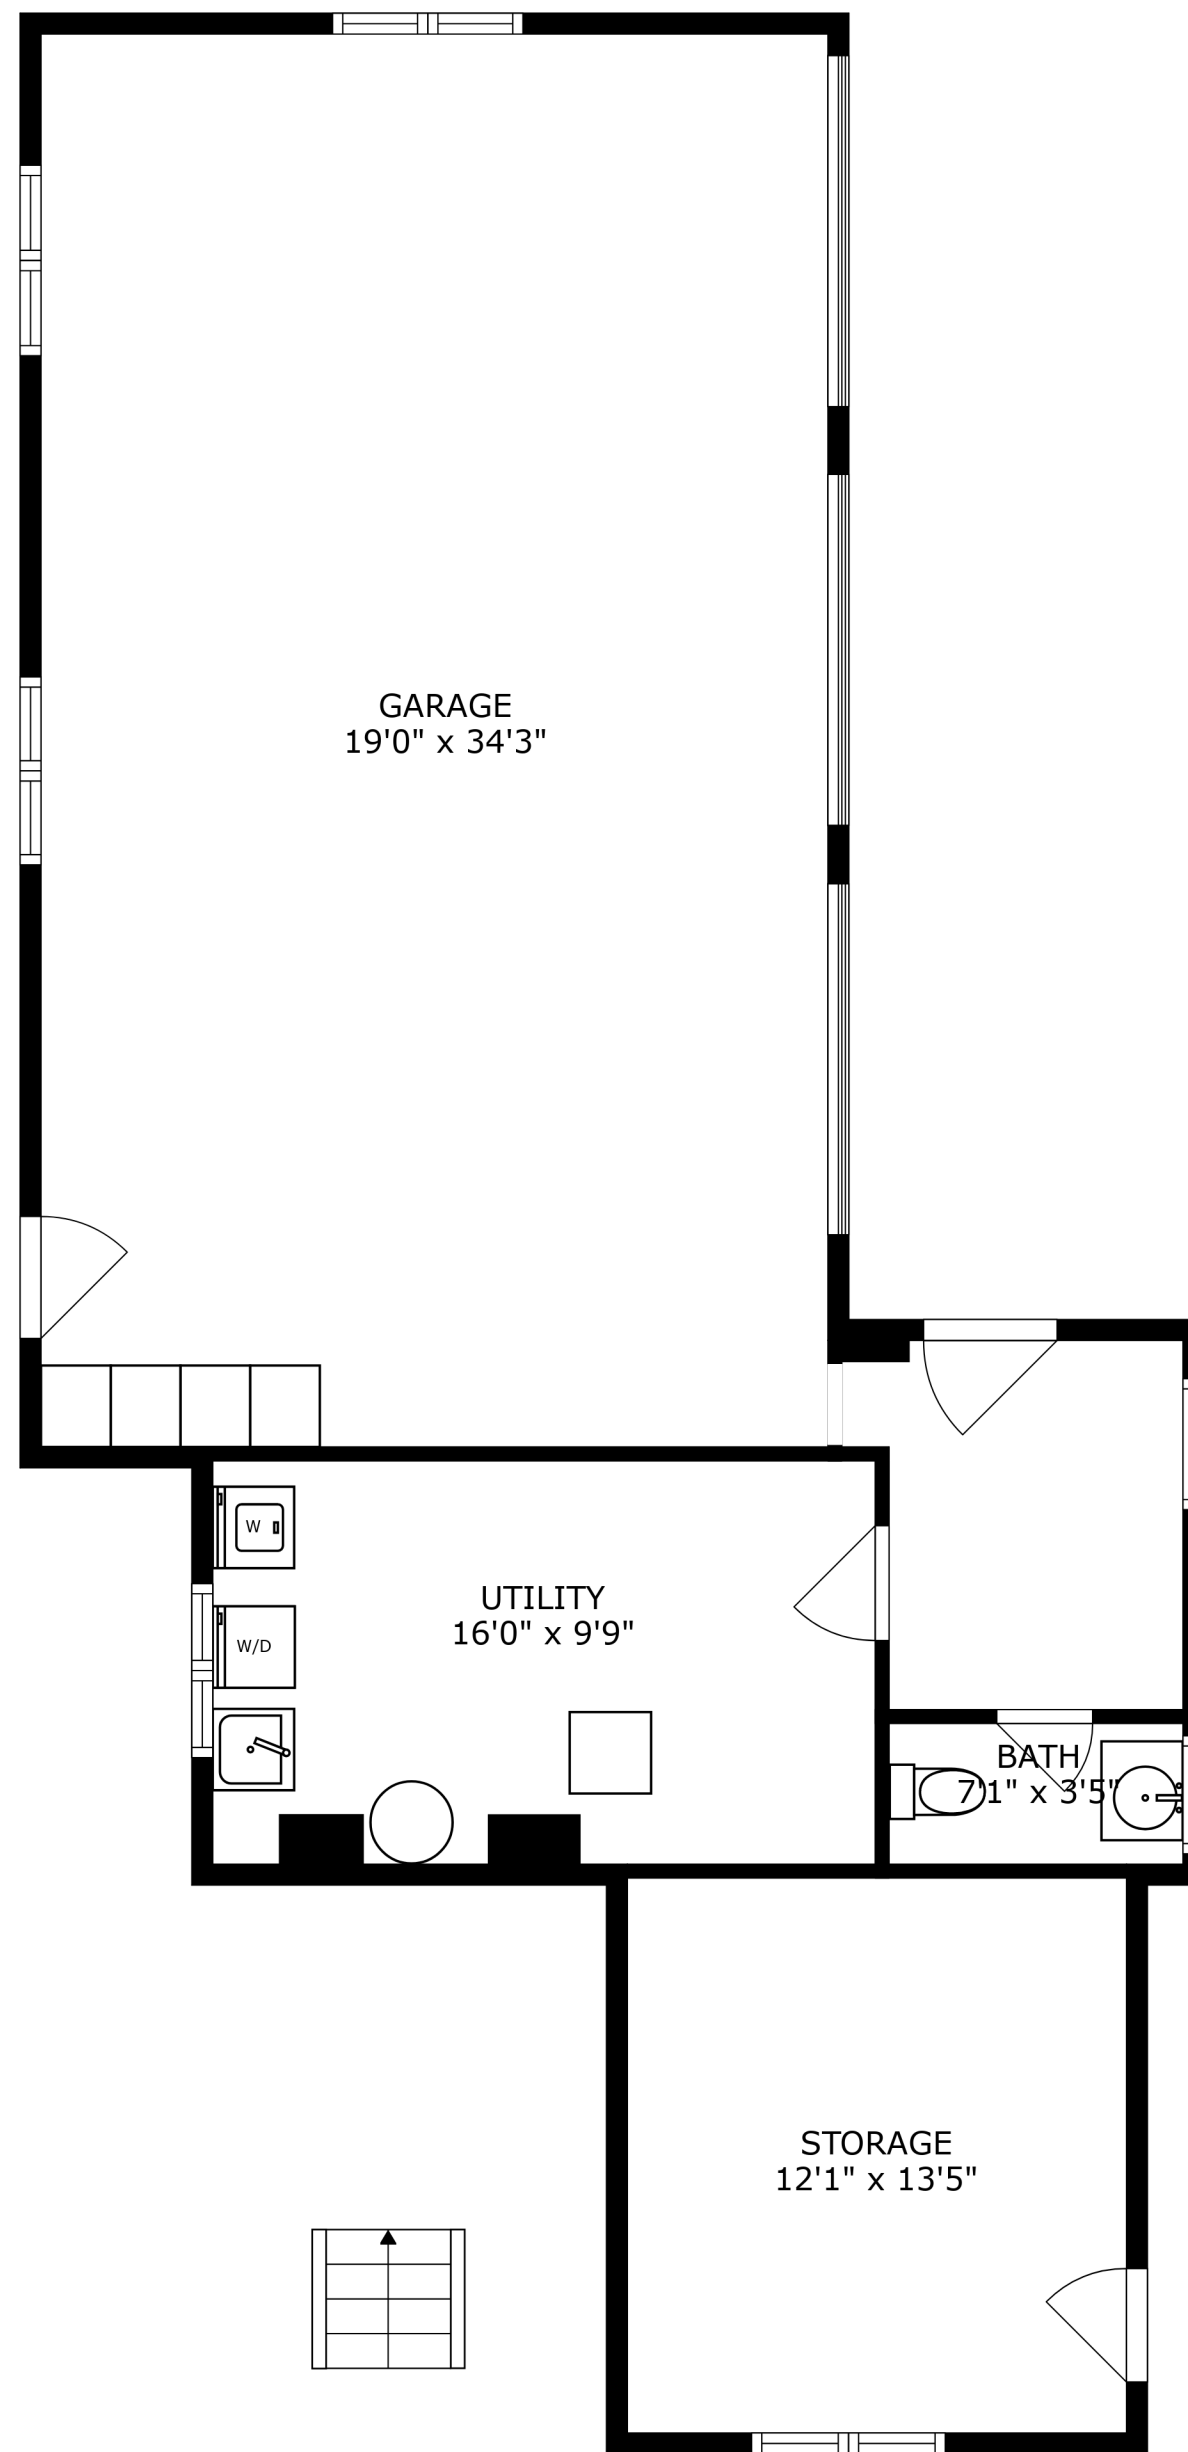 GARAGE
19'0" x 34'3"
W
UTILITY
16'0" x 9'9"
W/D
BATH
7'1" x 3'5"
STORAGE
12'1" x 13'5"